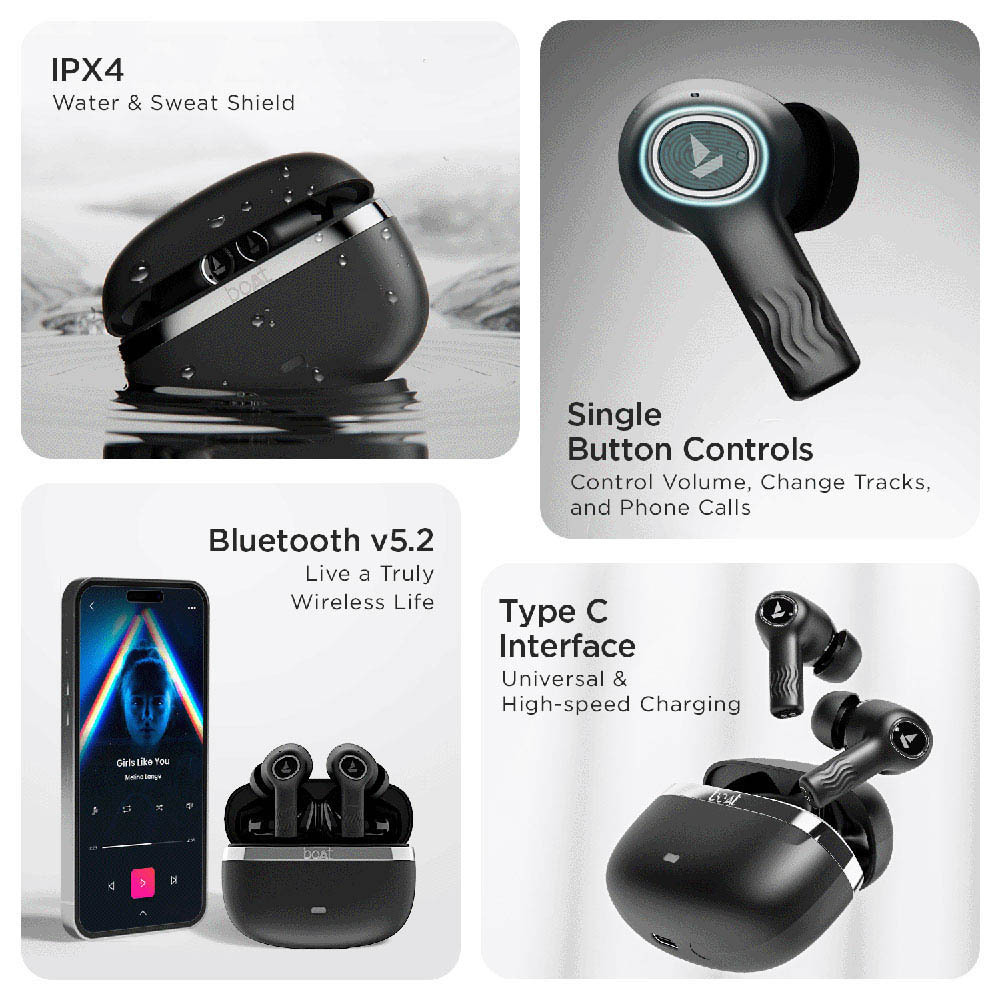 IPX4
Water & Sweat Shield
boAt
Single
Button Controls
Control Volume, Change Tracks,
and Phone Calls
Bluetooth v5.2
Live a Truly
Wireless Life
Girls Like You
boAt
Type C
Interface
Universal &
High-speed Charging
boAt